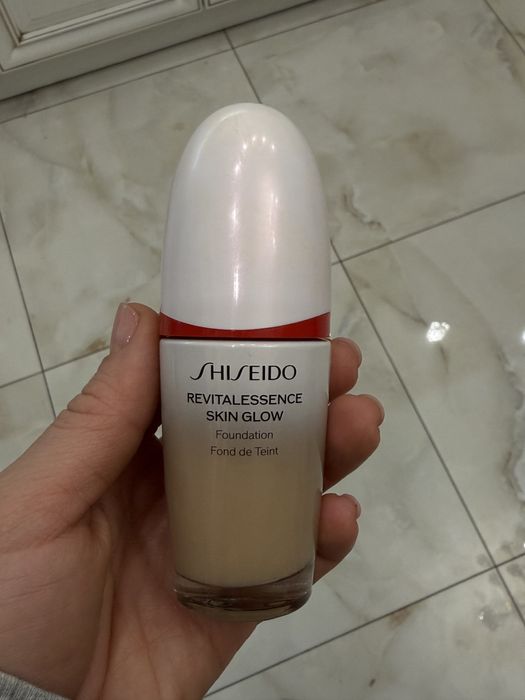 SHISEIDO
REVITALESSENCE
SKIN GLOW
Foundation
Fond de Teint